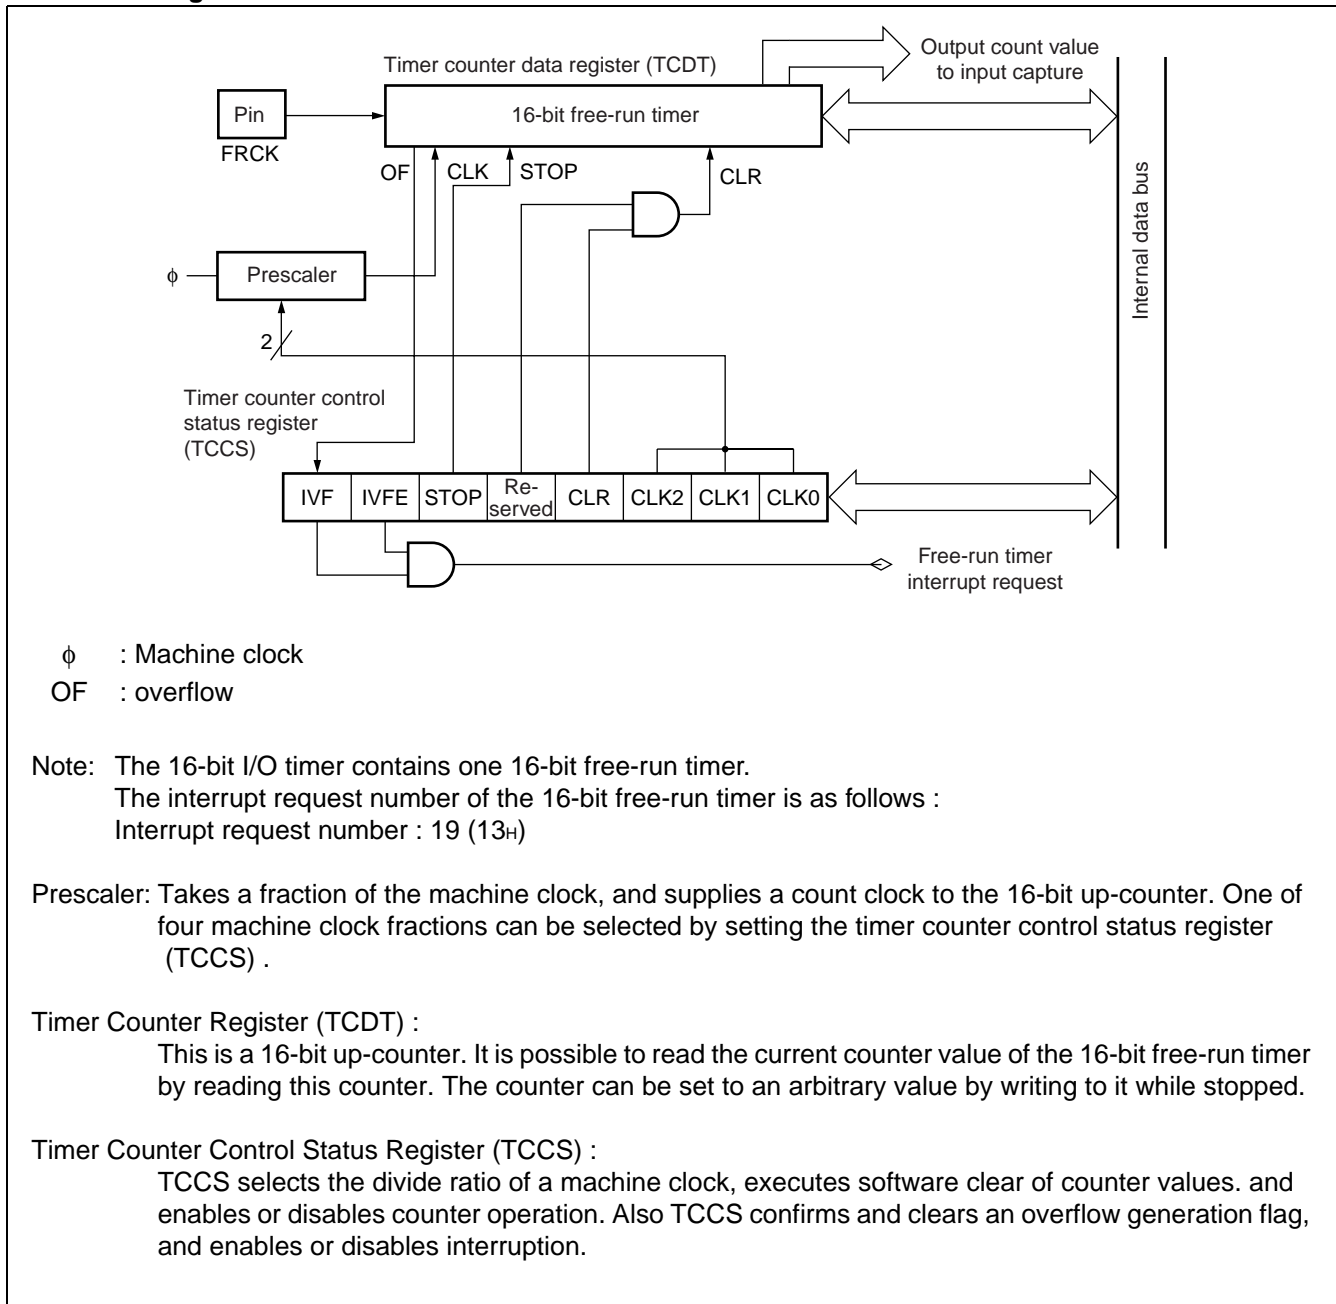 Timer counter data register (TCDT)
Output count value
to input capture
Pin
16-bit free-run timer
FRCK
OF
CLK
STOP
CLR
Internal data bus
ϕ
Prescaler
2
Timer counter control
status register
(TCCS)
IVF
IVFE
STOP
Re-
served
CLR
CLK2
CLK1
CLK0
Free-run timer
interrupt request
ϕ : Machine clock
OF : overflow
Note: The 16-bit I/O timer contains one 16-bit free-run timer.
The interrupt request number of the 16-bit free-run timer is as follows :
Interrupt request number : 19 (13H)
Prescaler: Takes a fraction of the machine clock, and supplies a count clock to the 16-bit up-counter. One of
four machine clock fractions can be selected by setting the timer counter control status register
(TCCS) .
Timer Counter Register (TCDT) :
This is a 16-bit up-counter. It is possible to read the current counter value of the 16-bit free-run timer
by reading this counter. The counter can be set to an arbitrary value by writing to it while stopped.
Timer Counter Control Status Register (TCCS) :
TCCS selects the divide ratio of a machine clock, executes software clear of counter values. and
enables or disables counter operation. Also TCCS confirms and clears an overflow generation flag,
and enables or disables interruption.